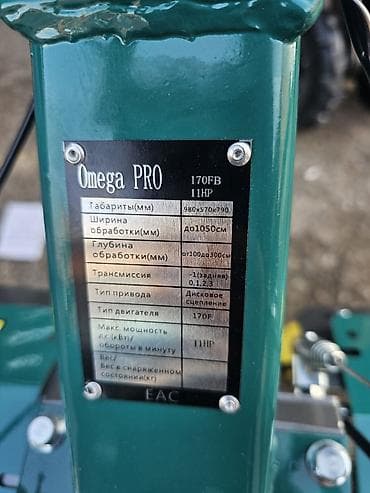 Omega PRO 170FB
11HP
Габариты(мм) 980х570х790
Ширина
обработки(мм) до1050см
Глубина
обработки(мм) от100до300см
Трансмиссия -1(задняя)
0,1,2,3
Тип привода Дисковое
сцепление
Тип двигателя 170F
Макс. мощность
лс (кВт)/
обороты в минуту 11HP
Вес/
Вес в снаряженном
состоянии(кг)
EAC